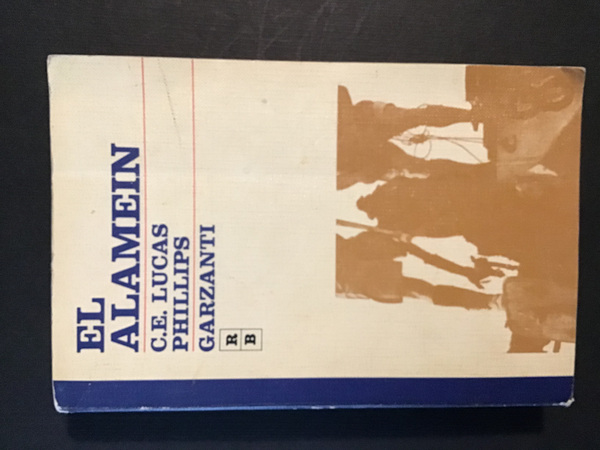 EL
ALAMEIN
C.E. LUCAS
PHILLIPS
GARZANTI
R
B